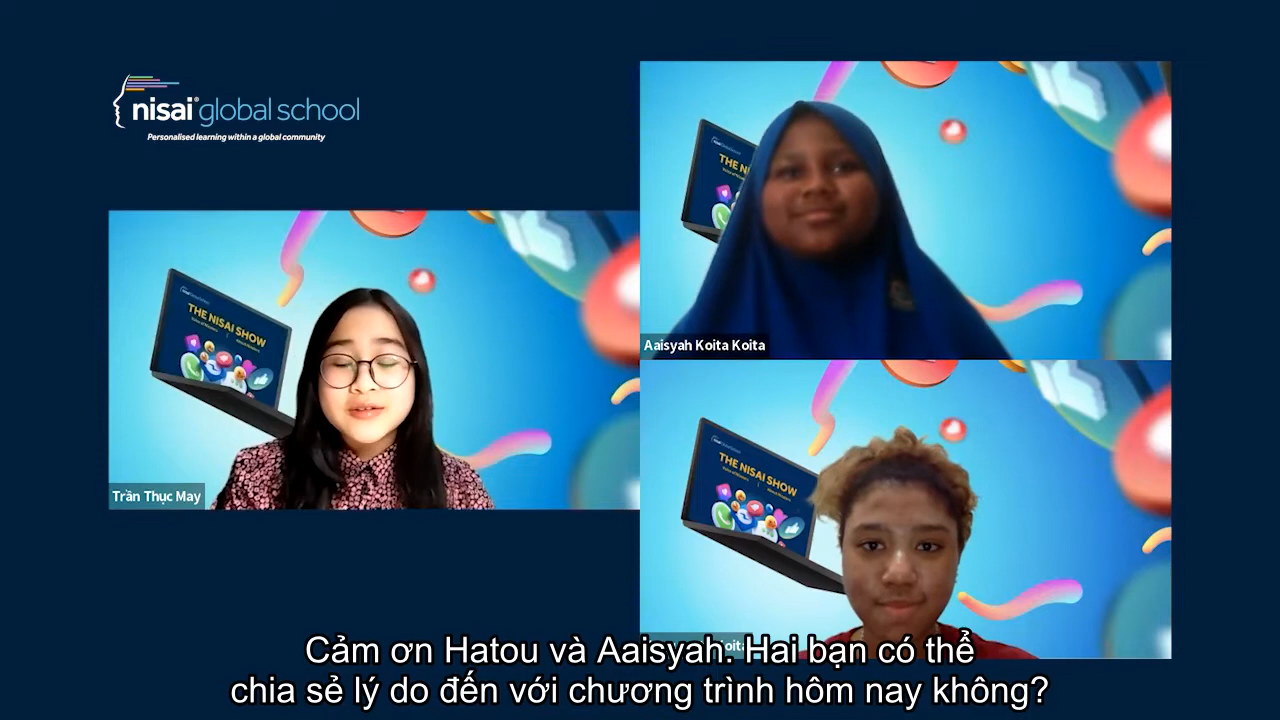 nisai global school
Personalised learning within a global community
THE NISAI SHOW
Aaisyah Koita Koita
THE NISAI SHOW
Trần Thục May
THE NISAI SHOW
Cảm ơn Hatou và Aaisyah. Hai bạn có thể
chia sẻ lý do đến với chương trình hôm nay không?